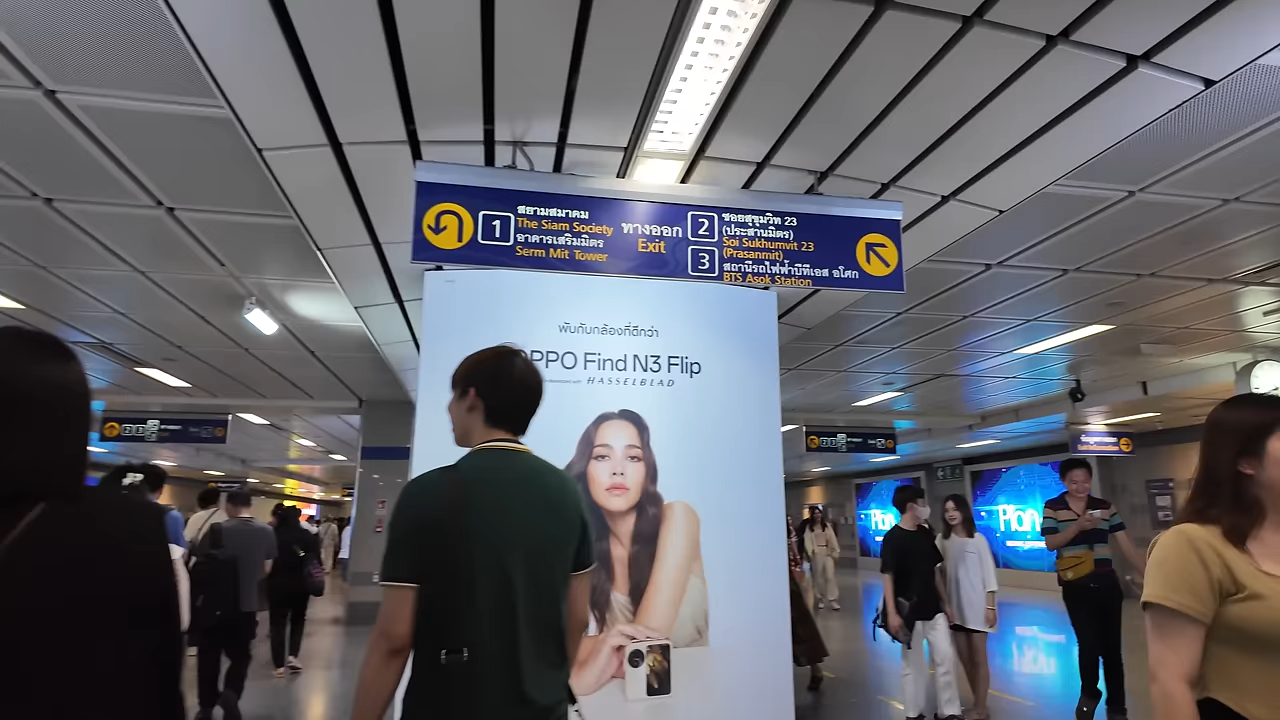 1
สยามสมาคม
The Siam Society
อาคารเสริมมิตร
Serm Mit Tower
ทางออก
Exit
2
ซอยสุขุมวิท 23
(ประสานมิตร)
Soi Sukhumvit 23
(Prasanmit)
3
สถานีรถไฟฟ้าบีทีเอส อโศก
BTS Asok Station
พับกับกล้องที่ดีกว่า
PPO Find N3 Flip
HASSELBLAD
Plan
Plan